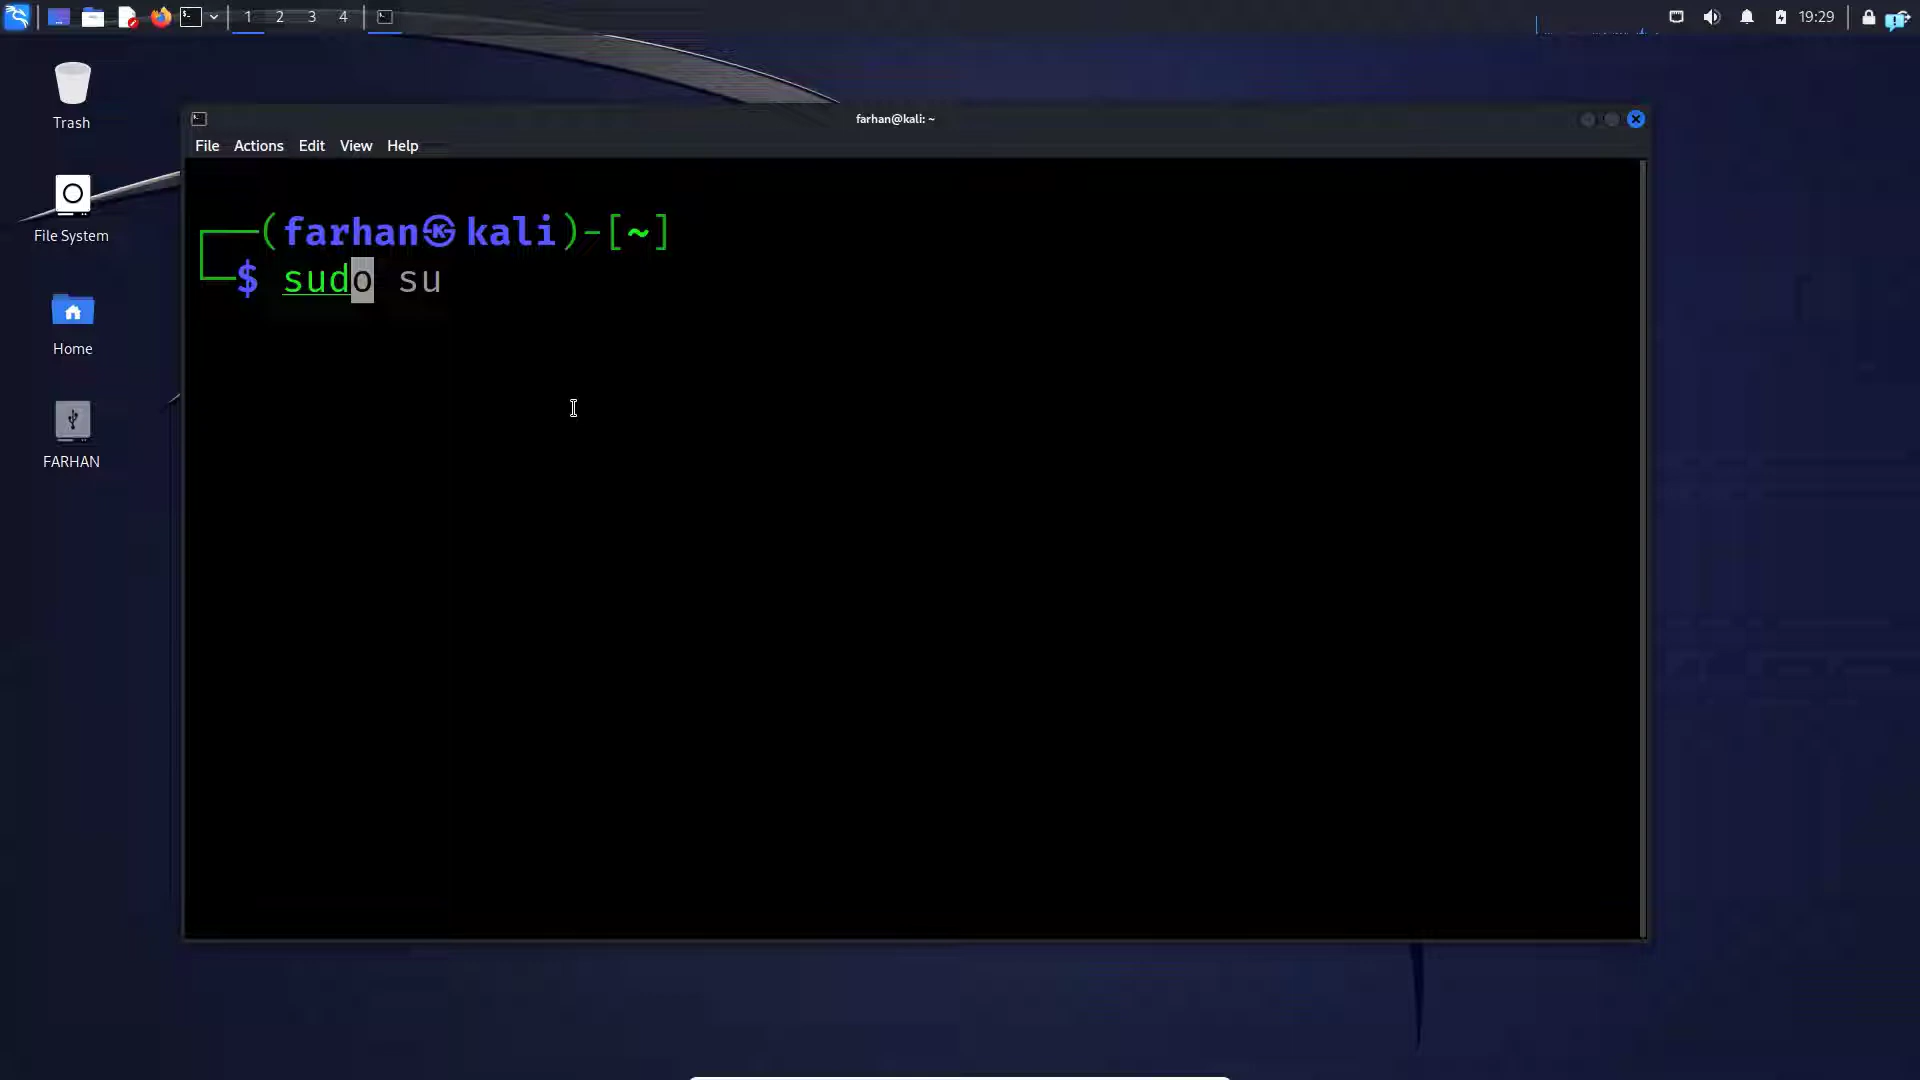 1 2 3 4 19:29
Trash
File System
Home
FARHAN
farhan@kali: ~
File Actions Edit View Help
┌──(farhan㉿kali)-[~]
└─$ sudo su